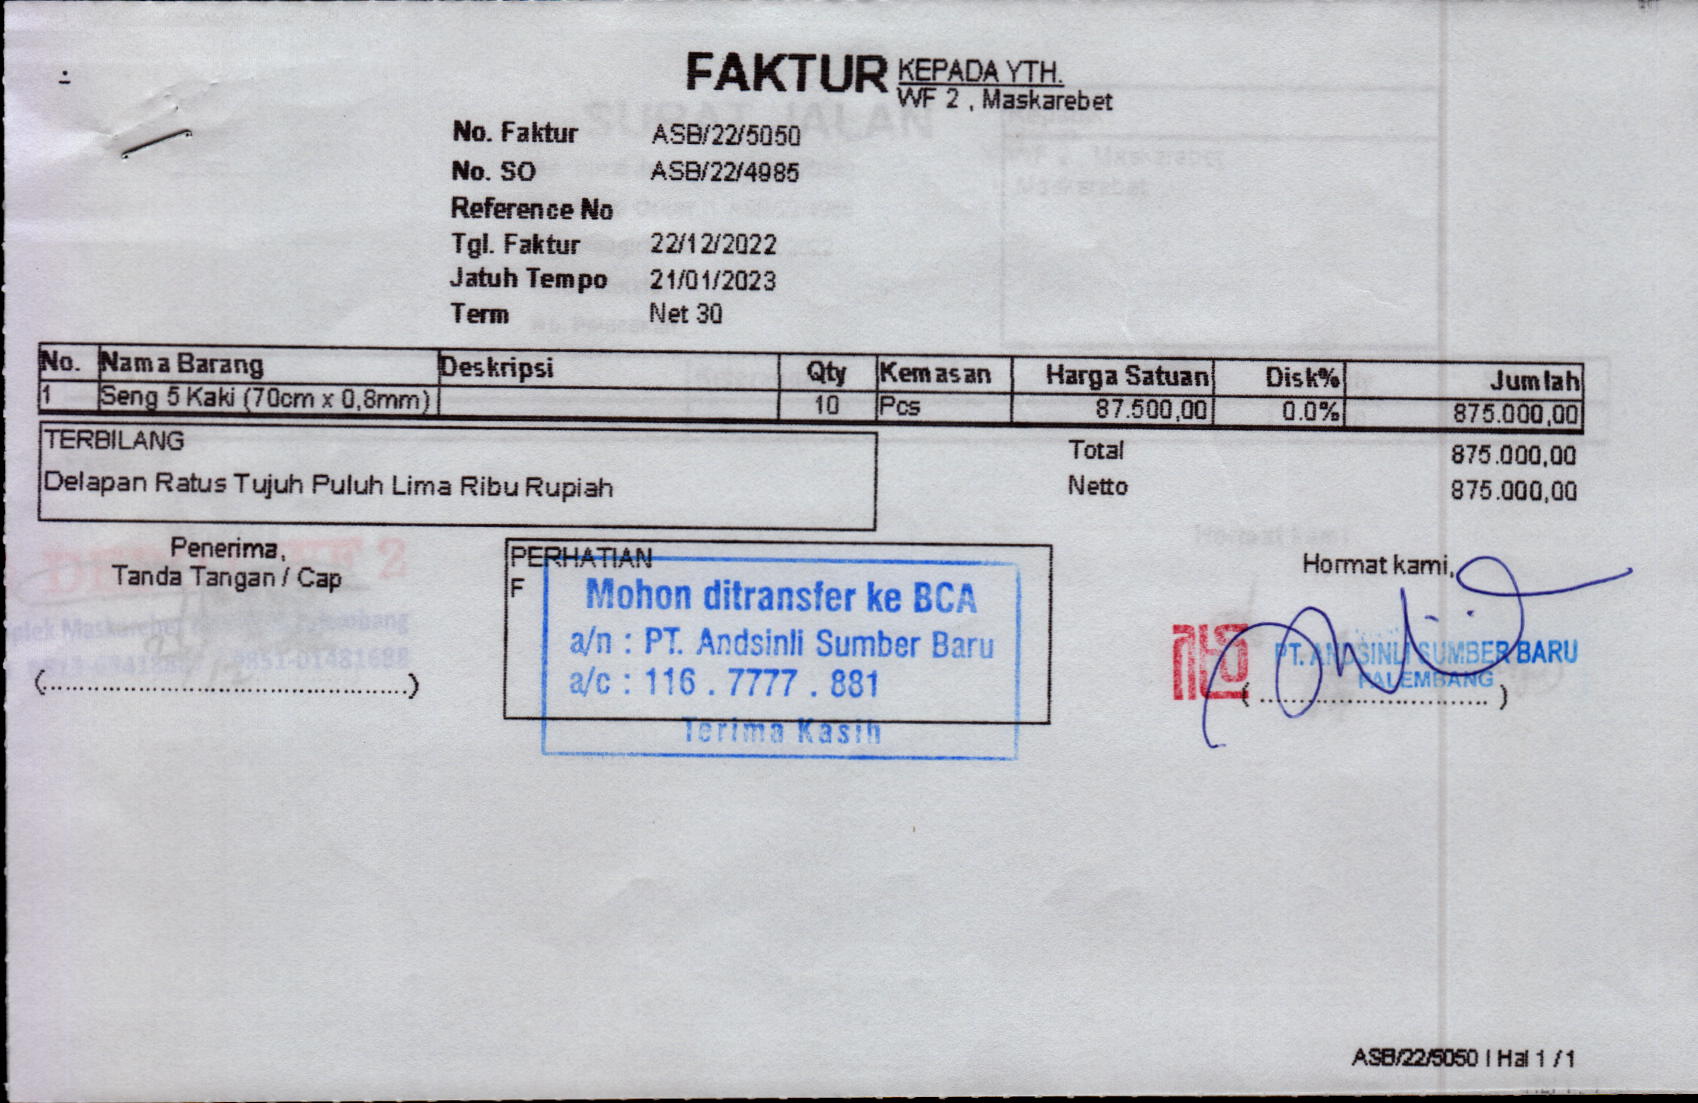 FAKTUR
KEPADA YTH.
WF 2 , Maskarebet
No. Faktur ASB/22/5050
No. SO ASB/22/4985
Reference No
Tgl. Faktur 22/12/2022
Jatuh Tempo 21/01/2023
Term Net 30
No. Nama Barang Deskripsi Qty Kemasan Harga Satuan Disk% Jumlah
1 Seng 5 Kaki (70cm x 0,8mm) 10 Pcs 87.500,00 0.0% 875.000,00
TERBILANG
Delapan Ratus Tujuh Puluh Lima Ribu Rupiah
Total 875.000,00
Netto 875.000,00
Penerima,
Tanda Tangan / Cap
(........................................)
PERHATIAN
F
Mohon ditransfer ke BCA
a/n : PT. Andsinli Sumber Baru
a/c : 116 . 7777 . 881
Terima Kasih
Hormat kami,
PT. ANDSINLI SUMBER BARU
PALEMBANG
(............................)
ASB/22/5050 | Hal 1 / 1